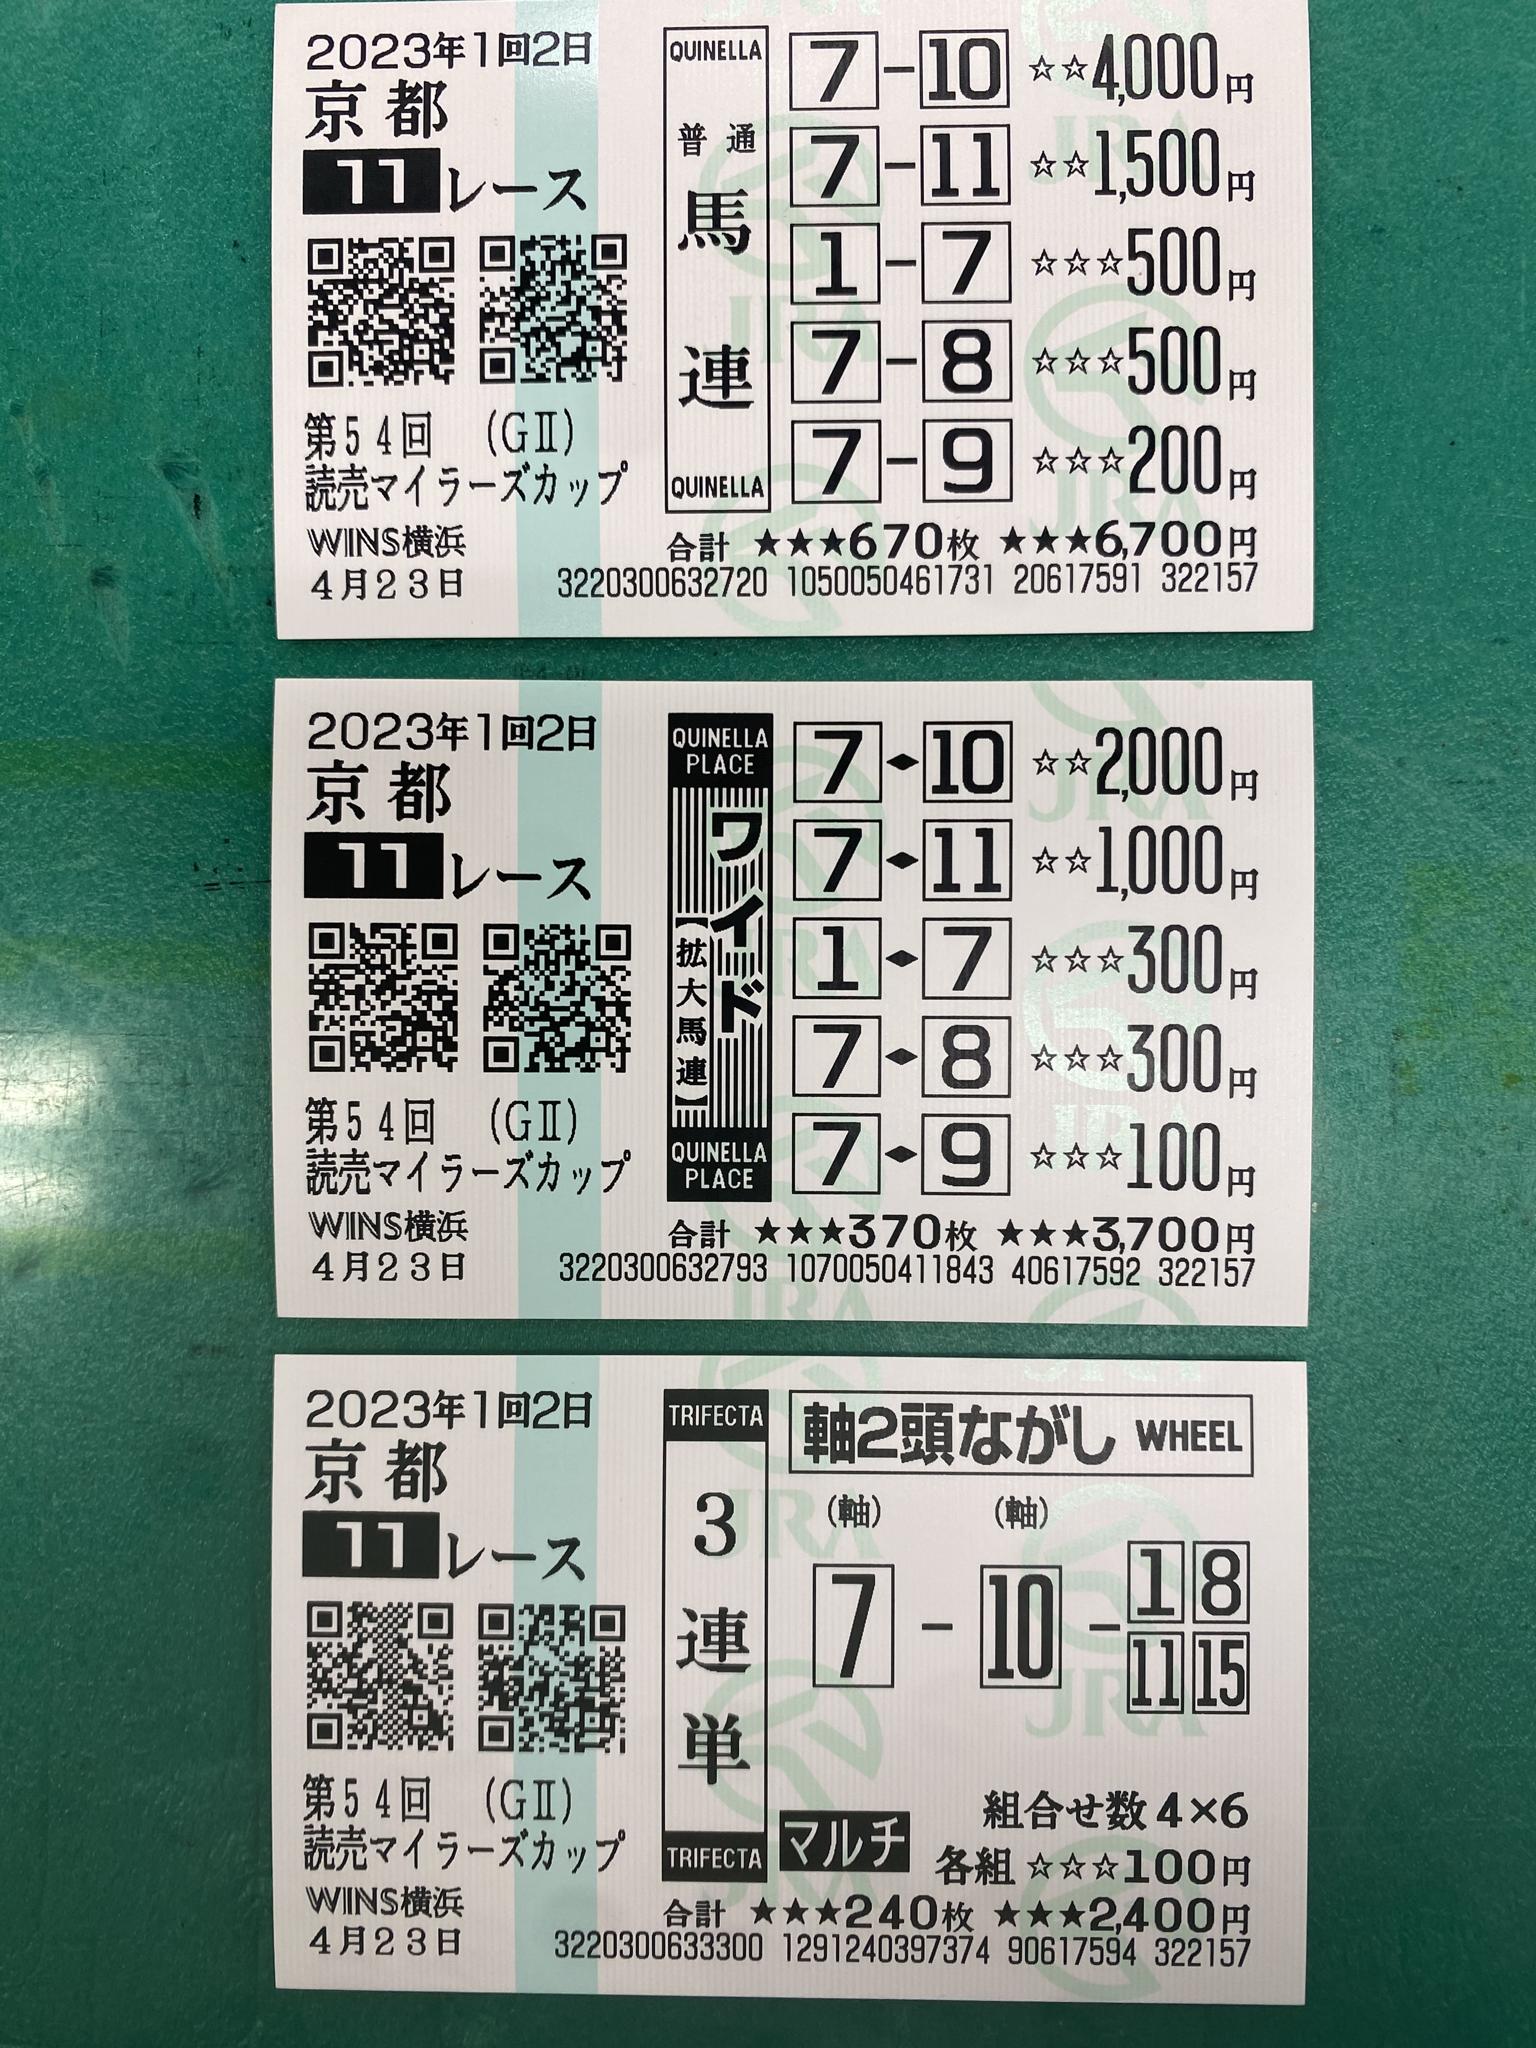 2023年1回2日
京都
11レース
第54回 (GⅡ)
読売マイラーズカップ
WINS横浜
4月23日
QUINELLA
普通
馬連
QUINELLA
7-10 ☆☆4,000円
7-11 ☆☆1,500円
1-7 ☆☆☆500円
7-8 ☆☆☆500円
7-9 ☆☆☆200円
合計 ★★★670枚 ★★★6,700円
3220300632720 1050050461731 20617591 322157
2023年1回2日
京都
11レース
第54回 (GⅡ)
読売マイラーズカップ
WINS横浜
4月23日
QUINELLA
PLACE
ワイド
【拡大馬連】
QUINELLA
PLACE
7◆10 ☆☆2,000円
7◆11 ☆☆1,000円
1◆7 ☆☆☆300円
7◆8 ☆☆☆300円
7◆9 ☆☆☆100円
合計 ★★★370枚 ★★★3,700円
3220300632793 1070050411843 40617592 322157
2023年1回2日
京都
11レース
第54回 (GⅡ)
読売マイラーズカップ
WINS横浜
4月23日
TRIFECTA
3連単
TRIFECTA
軸2頭ながし WHEEL
(軸) (軸)
7-10-1 8
11 15
組合せ数 4×6
マルチ 各組 ☆☆☆100円
合計 ★★★240枚 ★★★2,400円
3220300633300 1291240397374 90617594 322157